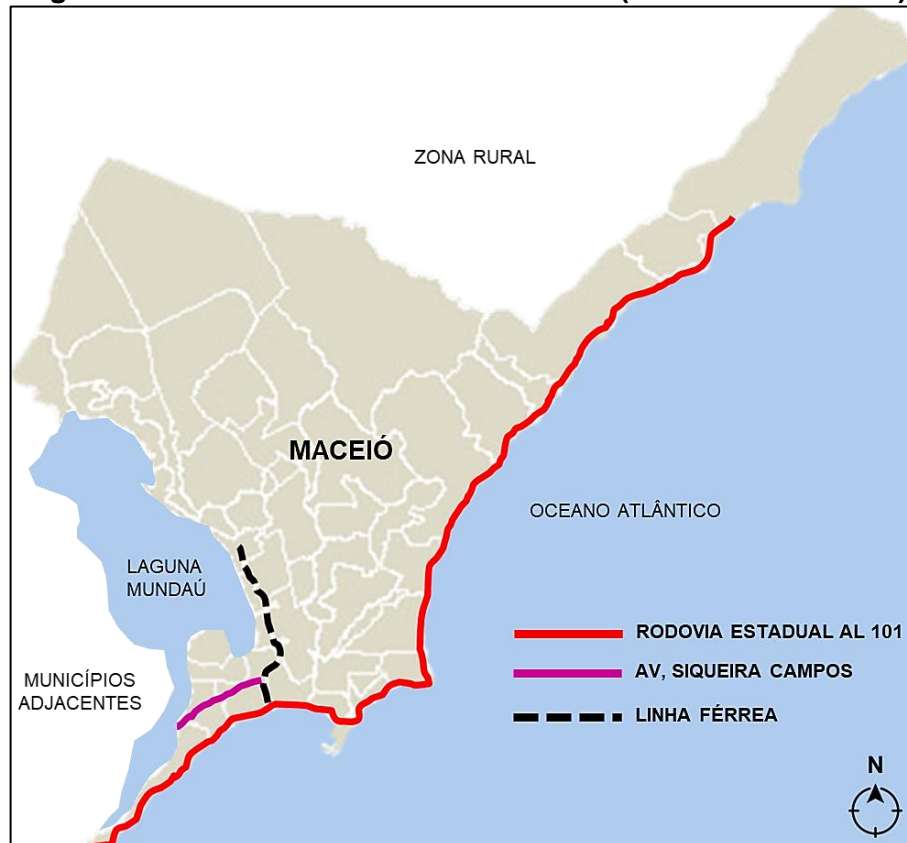 ZONA RURAL
MACEIÓ
OCEANO ATLÂNTICO
LAGUNA
MUNDAÚ
MUNICÍPIOS
ADJACENTES
RODOVIA ESTADUAL AL 101
AV, SIQUEIRA CAMPOS
LINHA FÉRREA
N